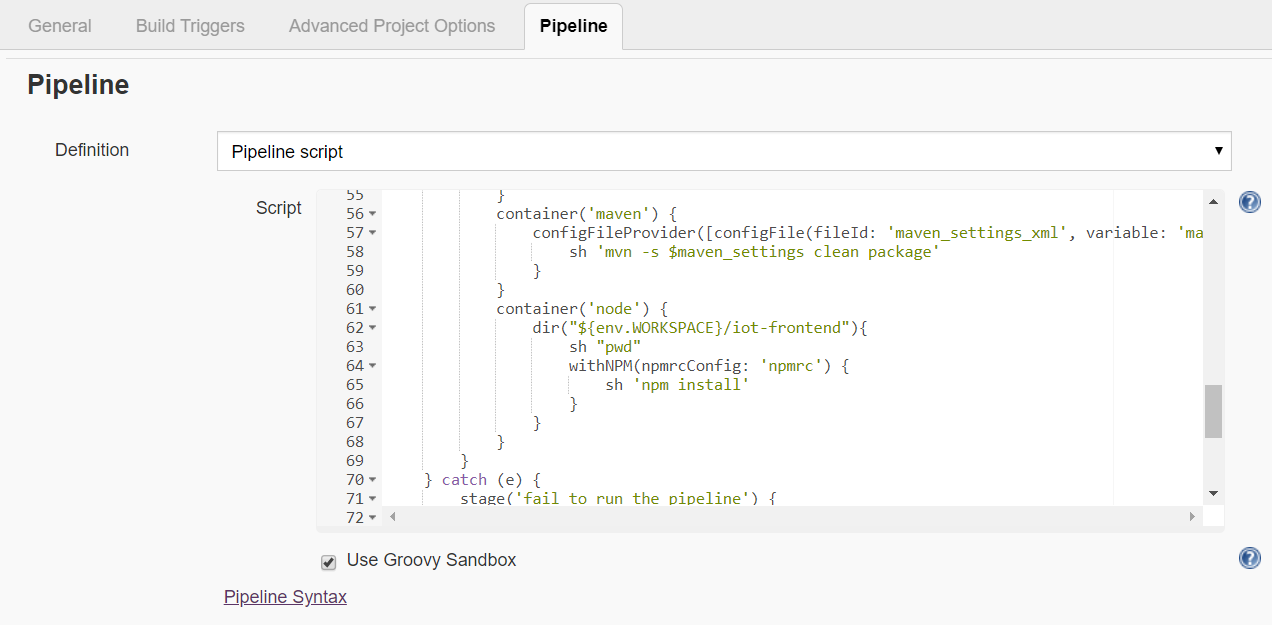 General Build Triggers Advanced Project Options Pipeline
Pipeline
Definition Pipeline script
Script
55 }
56 container('maven') {
57 configFileProvider([configFile(fileId: 'maven_settings_xml', variable: 'ma
58 sh 'mvn -s $maven_settings clean package'
59 }
60 }
61 container('node') {
62 dir("${env.WORKSPACE}/iot-frontend"){
63 sh "pwd"
64 withNPM(npmrcConfig: 'npmrc') {
65 sh 'npm install'
66 }
67 }
68 }
69 }
70 } catch (e) {
71 stage('fail to run the pipeline') {
72
Use Groovy Sandbox
Pipeline Syntax